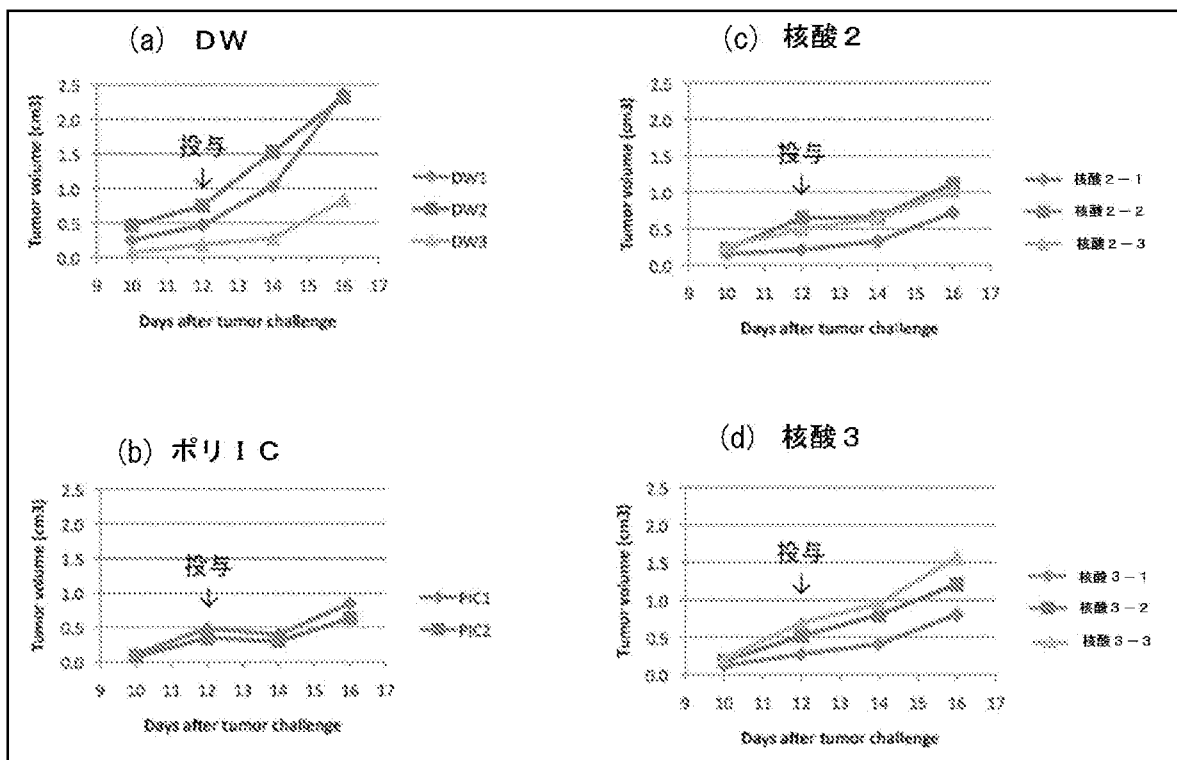 (a) DW
2.5
2.0
1.5
1.0
0.5
0.0
Tumor volume (cm3)
投与
↓
DW1
DW2
DW3
9 10 11 12 13 14 15 16 17
Days after tumor challenge
(c) 核酸2
2.5
2.0
1.5
1.0
0.5
0.0
Tumor volume (cm3)
投与
↓
核酸2-1
核酸2-2
核酸2-3
9 10 11 12 13 14 15 16 17
Days after tumor challenge
(b) ポリIC
2.5
2.0
1.5
1.0
0.5
0.0
Tumor volume (cm3)
投与
↓
PIC1
PIC2
9 10 11 12 13 14 15 16 17
Days after tumor challenge
(d) 核酸3
2.5
2.0
1.5
1.0
0.5
0.0
Tumor volume (cm3)
投与
↓
核酸3-1
核酸3-2
核酸3-3
9 10 11 12 13 14 15 16 17
Days after tumor challenge